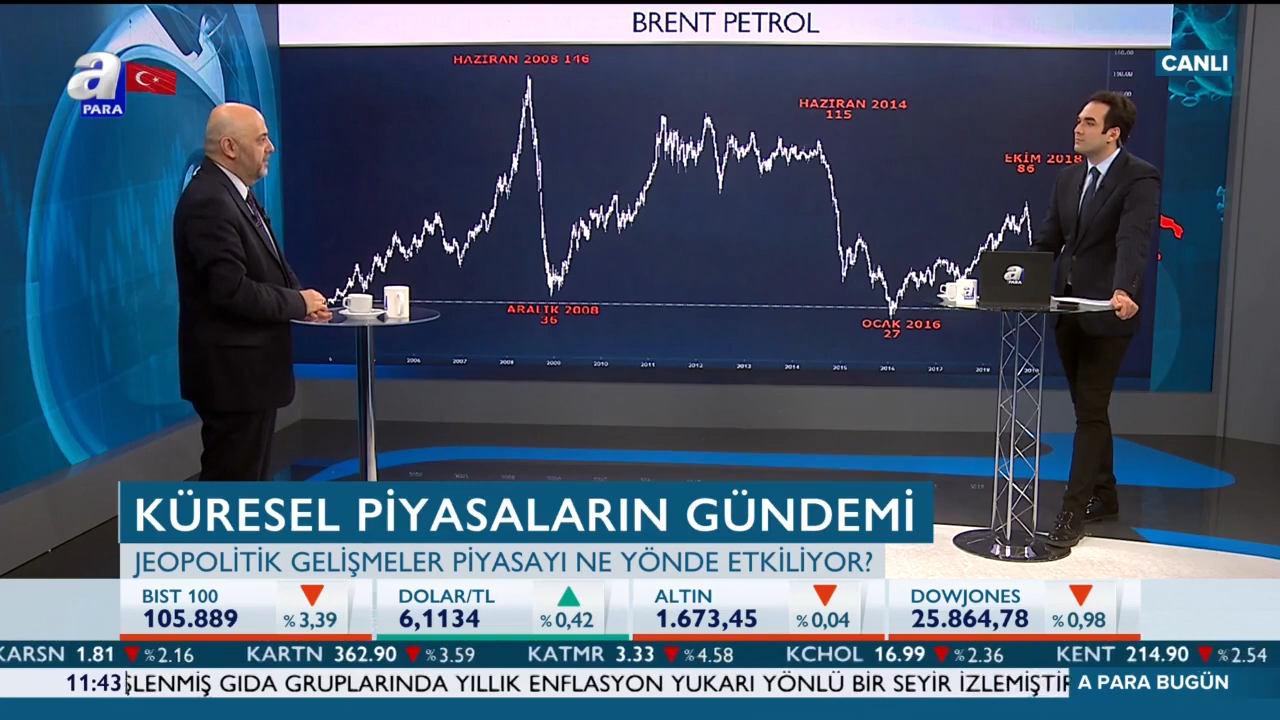 BRENT PETROL
CANLI
a
PARA
HAZİRAN 2008 146
HAZİRAN 2014
115
EKİM 2018
86
ARALIK 2008
36
OCAK 2016
27
2006 2007 2008 2009 2010 2011 2012 2013 2014 2015 2016 2017 2018 2019
a
PARA
KÜRESEL PİYASALARIN GÜNDEMİ
JEOPOLİTİK GELİŞMELER PİYASAYI NE YÖNDE ETKİLİYOR?
BIST 100 105.889 %3,39
DOLAR/TL 6,1134 %0,42
ALTIN 1.673,45 %0,04
DOWJONES 25.864,78 %0,98
KARSN 1.81 %2.16 KARTN 362.90 %3.59 KATMR 3.33 %4.58 KCHOL 16.99 %2.36 KENT 214.90 %2.54
11:43 ŞLENMİŞ GIDA GRUPLARINDA YILLIK ENFLASYON YUKARI YÖNLÜ BİR SEYİR İZLEMİŞTİR A PARA BUGÜN